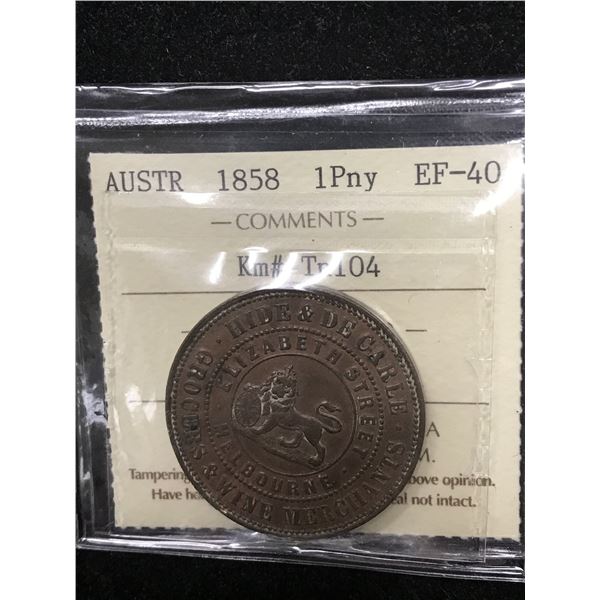 AUSTR 1858 1Pny EF-40
— COMMENTS —
Km# Tn104
HIDE & DE CARLE
GROCERS & WINE MERCHANTS
ELIZABETH STREET
MELBOURNE
A
M.
Tampering
above opinion.
Have
seal not intact.